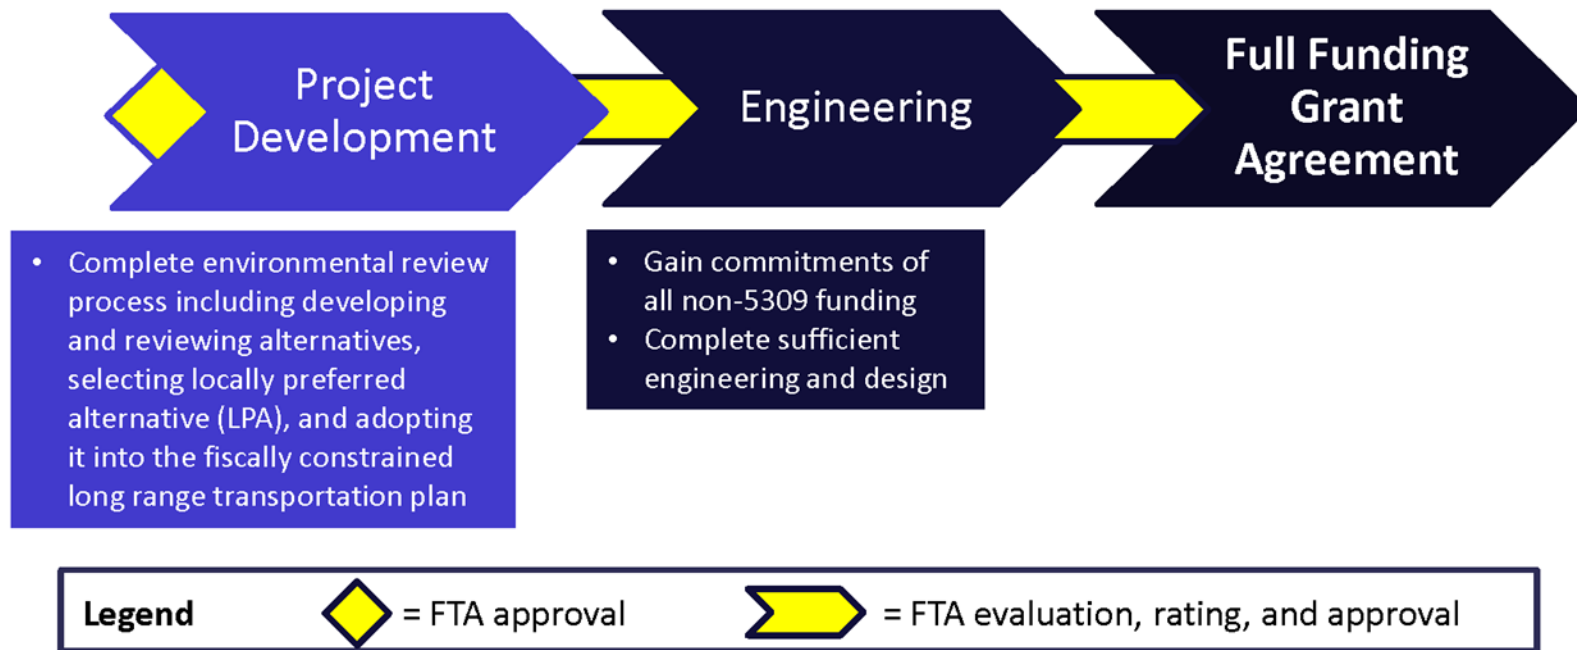 Project
Development
Engineering
Full Funding
Grant
Agreement
• Complete environmental review
process including developing
and reviewing alternatives,
selecting locally preferred
alternative (LPA), and adopting
it into the fiscally constrained
long range transportation plan
• Gain commitments of
all non-5309 funding
• Complete sufficient
engineering and design
Legend = FTA approval = FTA evaluation, rating, and approval